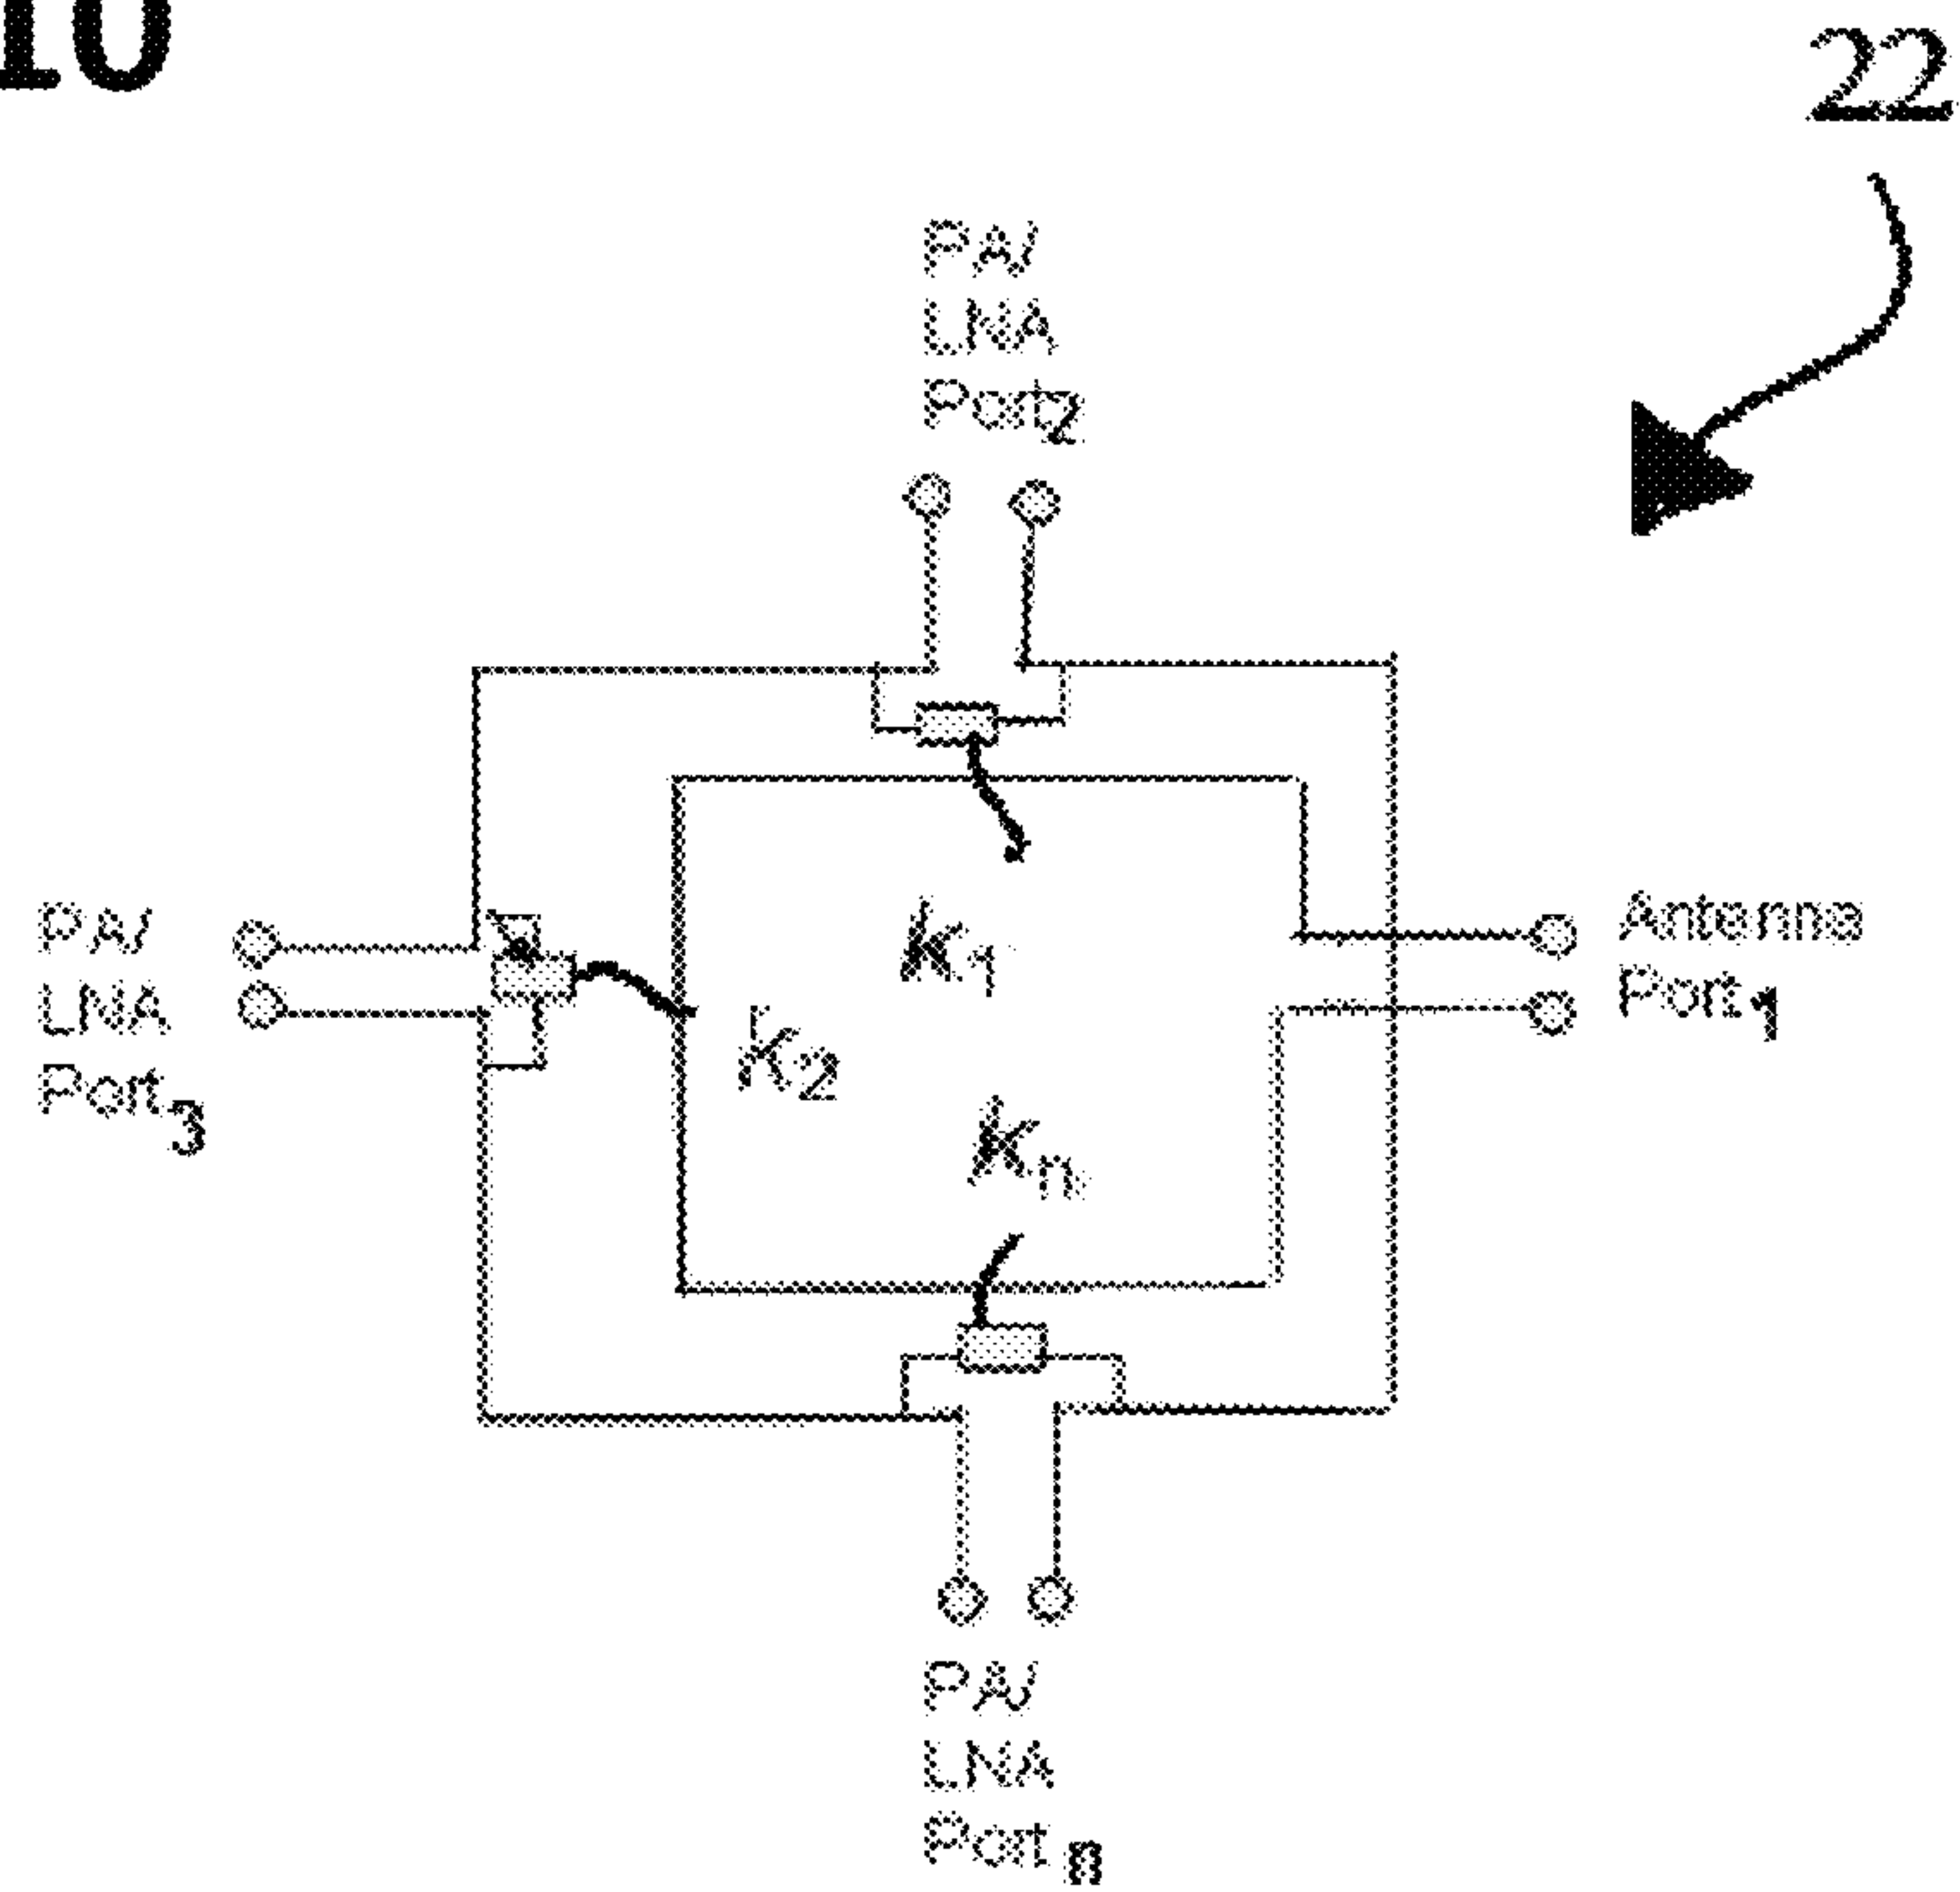 10
22
PA/
LNA
Port2
PA/
LNA
Port3
Antenna
Port1
K1
K2
Kn
PA/
LNA
Portn